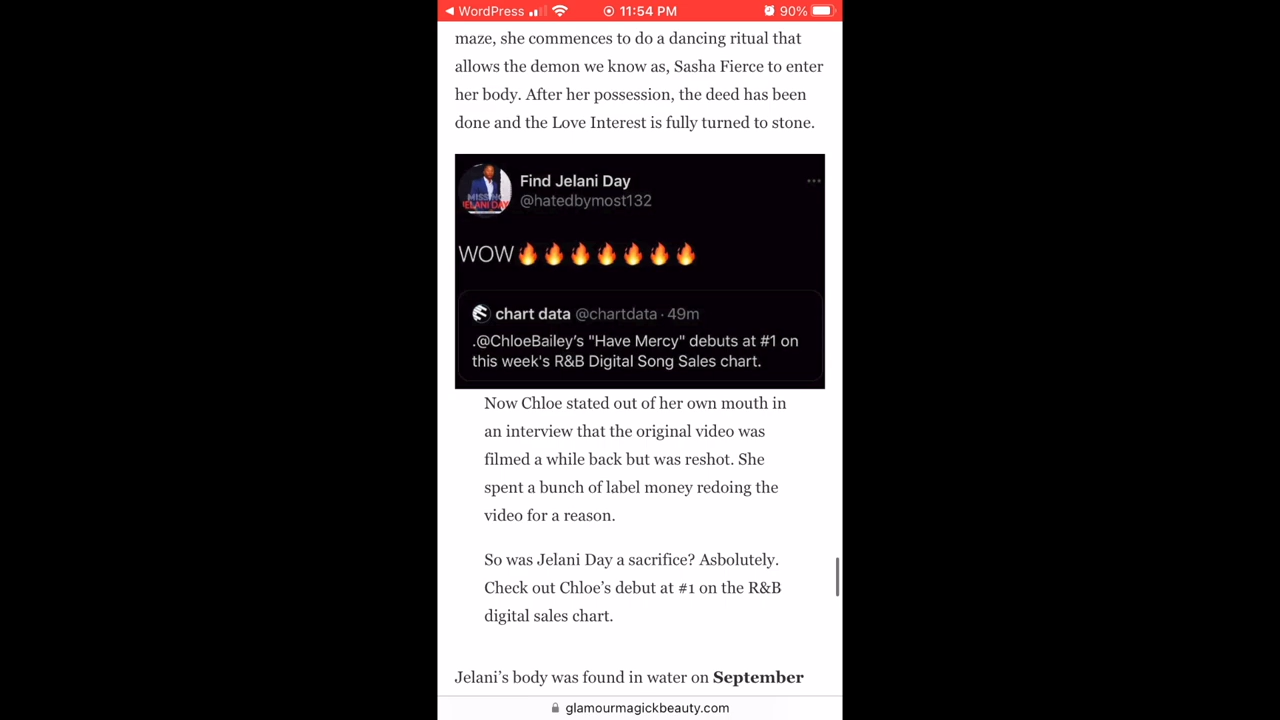 WordPress 11:54 PM 90%
maze, she commences to do a dancing ritual that
allows the demon we know as, Sasha Fierce to enter
her body. After her possession, the deed has been
done and the Love Interest is fully turned to stone.
Find Jelani Day
MISSING
JELANI DAY
@hatedbymost132
WOW🔥🔥🔥🔥🔥🔥🔥
chart data @chartdata · 49m
.@ChloeBailey's "Have Mercy" debuts at #1 on
this week's R&B Digital Song Sales chart.
Now Chloe stated out of her own mouth in
an interview that the original video was
filmed a while back but was reshot. She
spent a bunch of label money redoing the
video for a reason.
So was Jelani Day a sacrifice? Asbolutely.
Check out Chloe’s debut at #1 on the R&B
digital sales chart.
Jelani’s body was found in water on September
glamourmagickbeauty.com